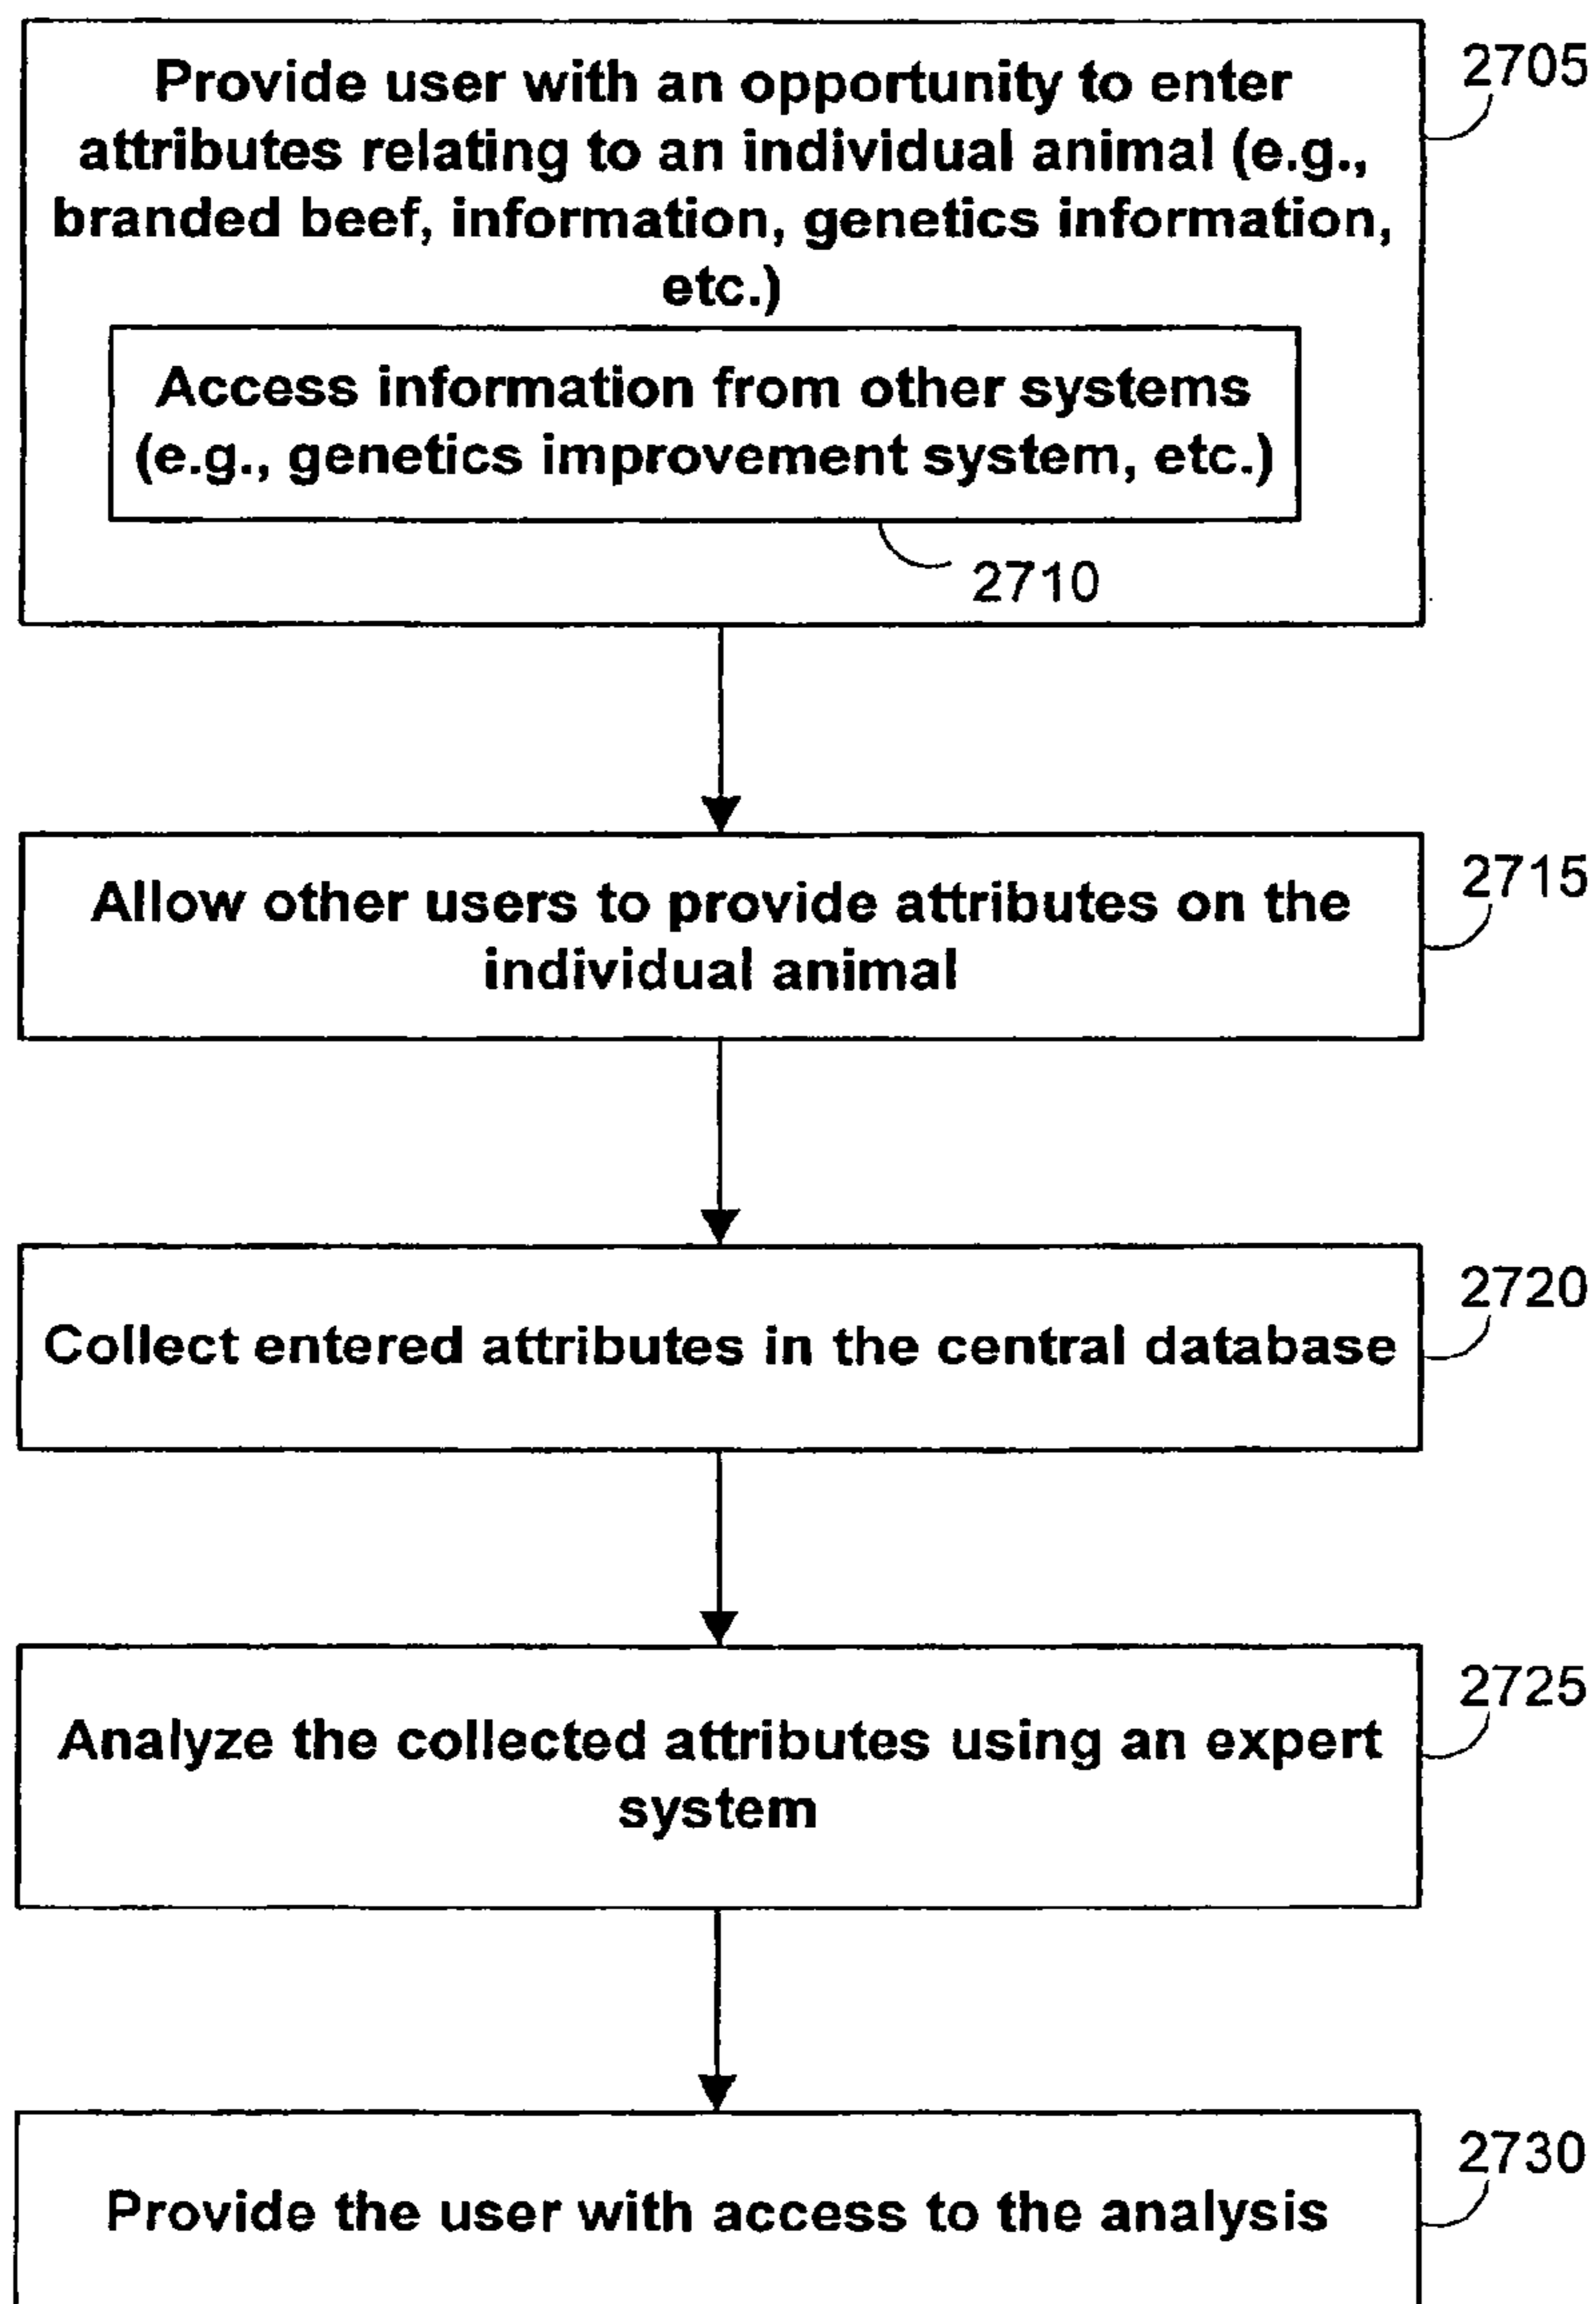 Provide user with an opportunity to enter
attributes relating to an individual animal (e.g.,
branded beef, information, genetics information,
etc.)
2705
Access information from other systems
(e.g., genetics improvement system, etc.)
2710
Allow other users to provide attributes on the
individual animal
2715
Collect entered attributes in the central database
2720
Analyze the collected attributes using an expert
system
2725
Provide the user with access to the analysis
2730